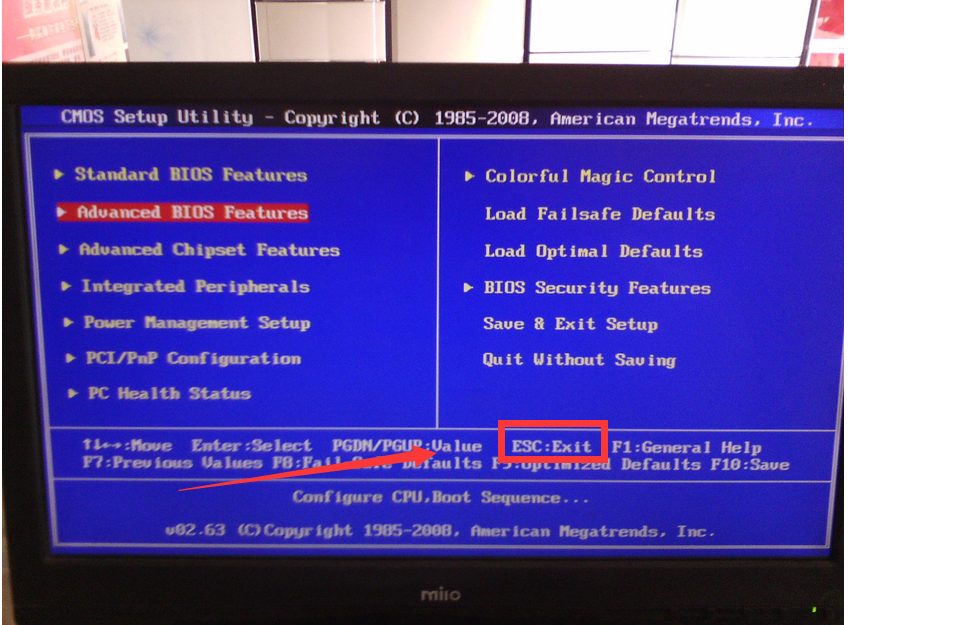 CMOS Setup Utility - Copyright (C) 1985-2008, American Megatrends, Inc.
Standard BIOS Features
Advanced BIOS Features
Advanced Chipset Features
Integrated Peripherals
Power Management Setup
PCI/PnP Configuration
PC Health Status
Colorful Magic Control
Load Failsafe Defaults
Load Optimal Defaults
BIOS Security Features
Save & Exit Setup
Quit Without Saving
↑↓←→:Move Enter:Select PGDN/PGUP:Value ESC:Exit F1:General Help
F7:Previous Values F8:Fail-Safe Defaults F9:Optimized Defaults F10:Save
Configure CPU,Boot Sequence...
v02.63 (C)Copyright 1985-2008, American Megatrends, Inc.
miio